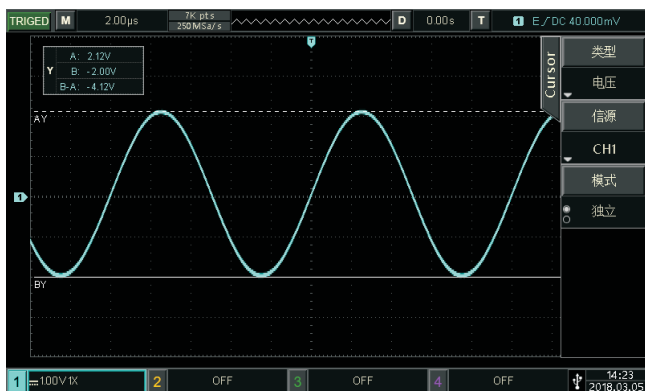 TRIGED M 2.00μs 7K pts D 0.00s T 1 E DC 40.000mV
250MSa/s
T
Y
A: 2.12V
B: -2.00V
B-A: -4.12V
AY
1
BY
Cursor
类型
电压
信源
CH1
模式
独立
1 1.00V 1X 2 OFF 3 OFF 4 OFF
14:23
2018.03.05